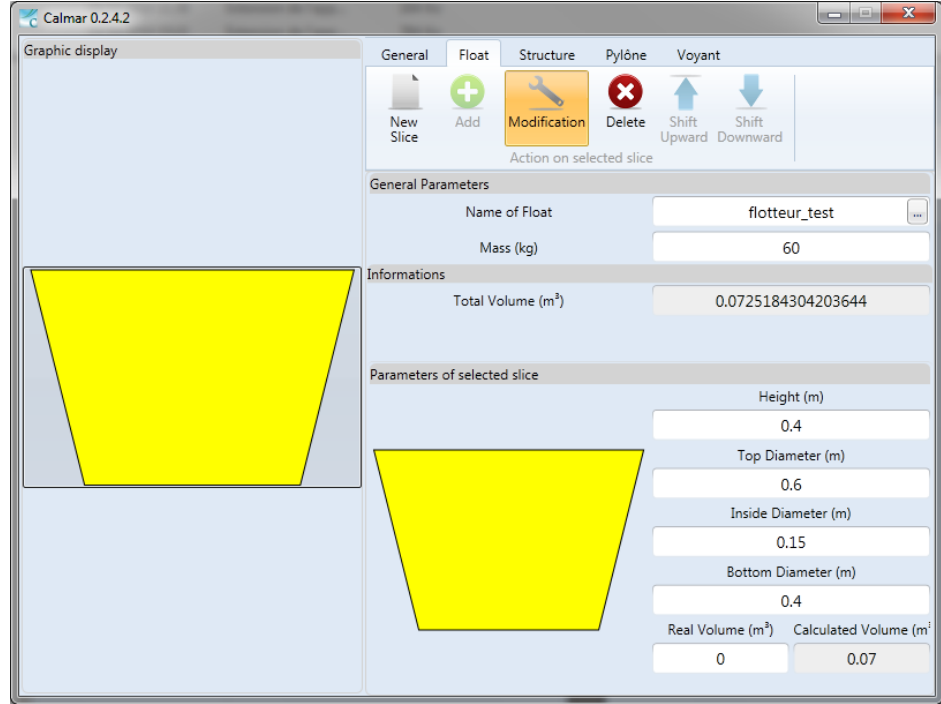 Calmar 0.2.4.2
Graphic display
General Float Structure Pylône Voyant
New Slice
Add
Modification
Delete
Shift Upward
Shift Downward
Action on selected slice
General Parameters
Name of Float flotteur_test ...
Mass (kg) 60
Informations
Total Volume (m³) 0.0725184304203644
Parameters of selected slice
Height (m)
0.4
Top Diameter (m)
0.6
Inside Diameter (m)
0.15
Bottom Diameter (m)
0.4
Real Volume (m³) Calculated Volume (m³
0 0.07